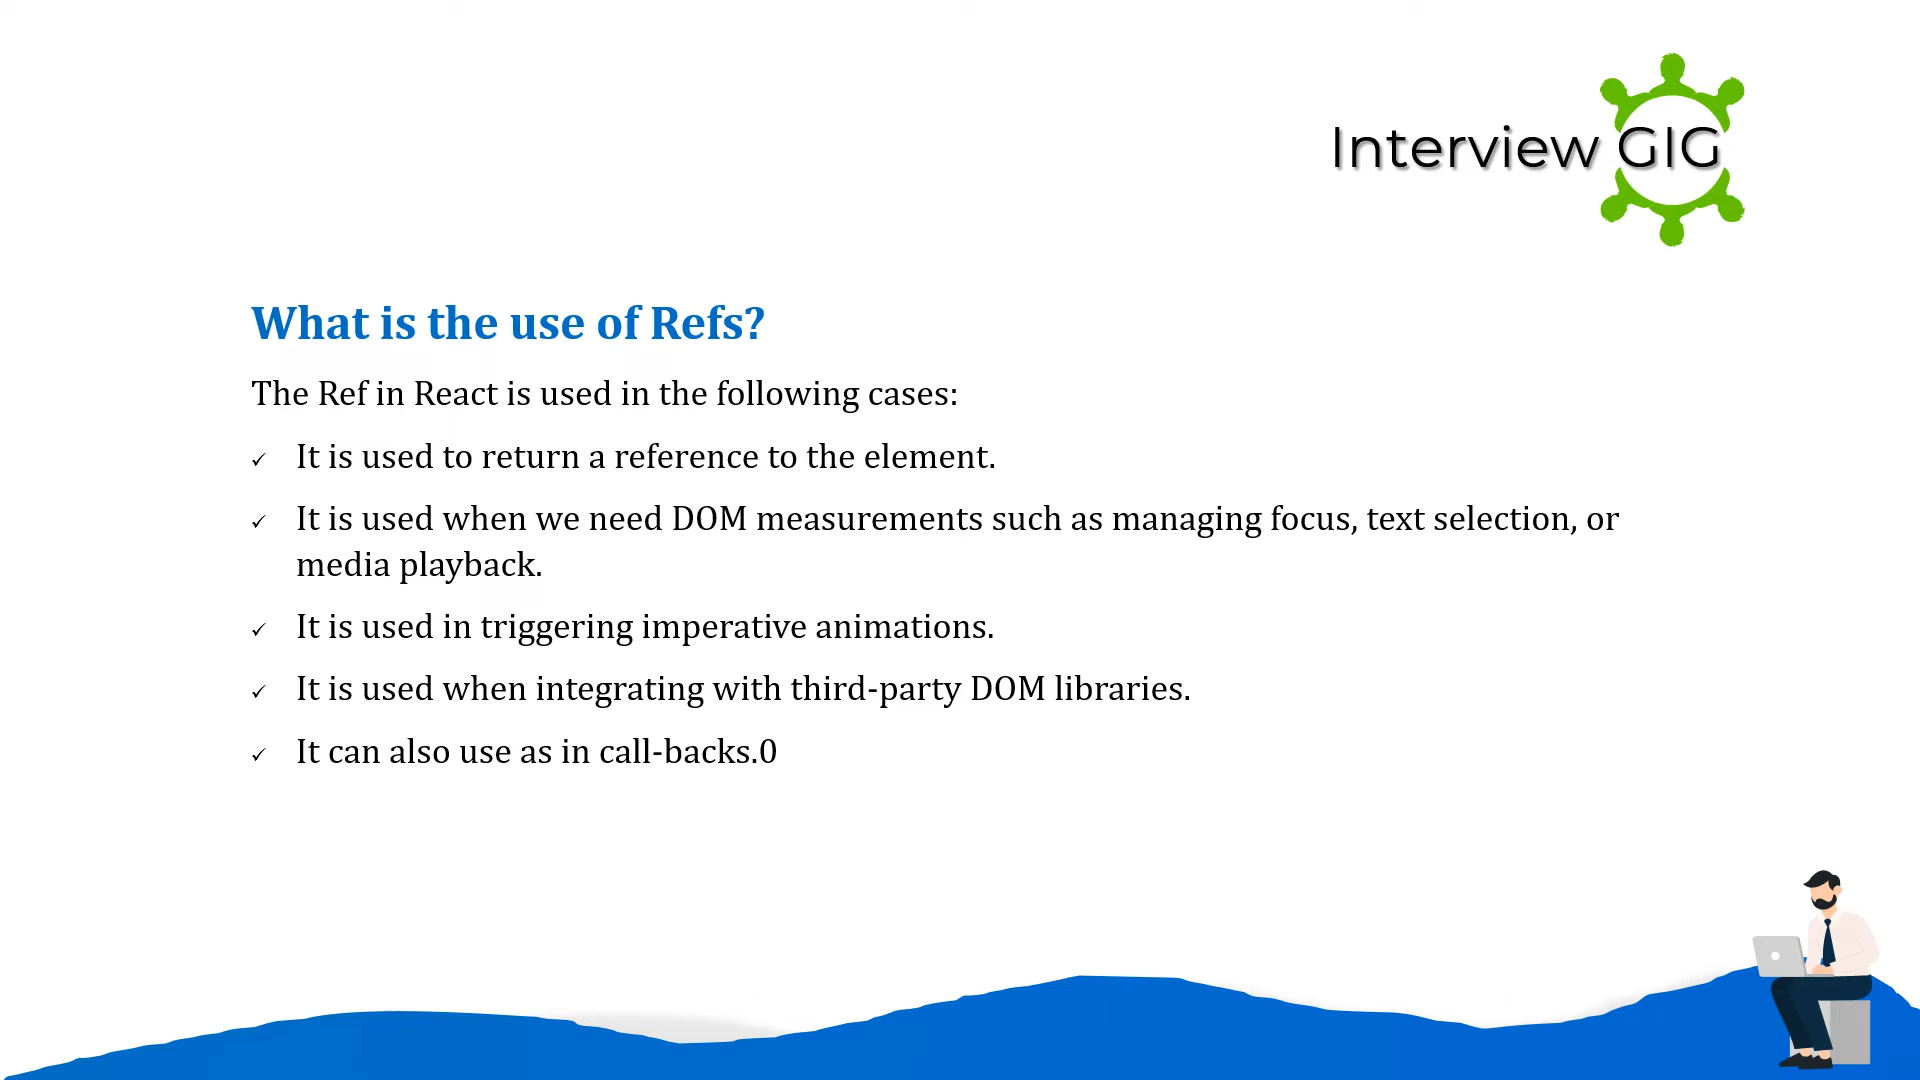 Interview GIG
What is the use of Refs?
The Ref in React is used in the following cases:
✓ It is used to return a reference to the element.
✓ It is used when we need DOM measurements such as managing focus, text selection, or
media playback.
✓ It is used in triggering imperative animations.
✓ It is used when integrating with third-party DOM libraries.
✓ It can also use as in call-backs.0